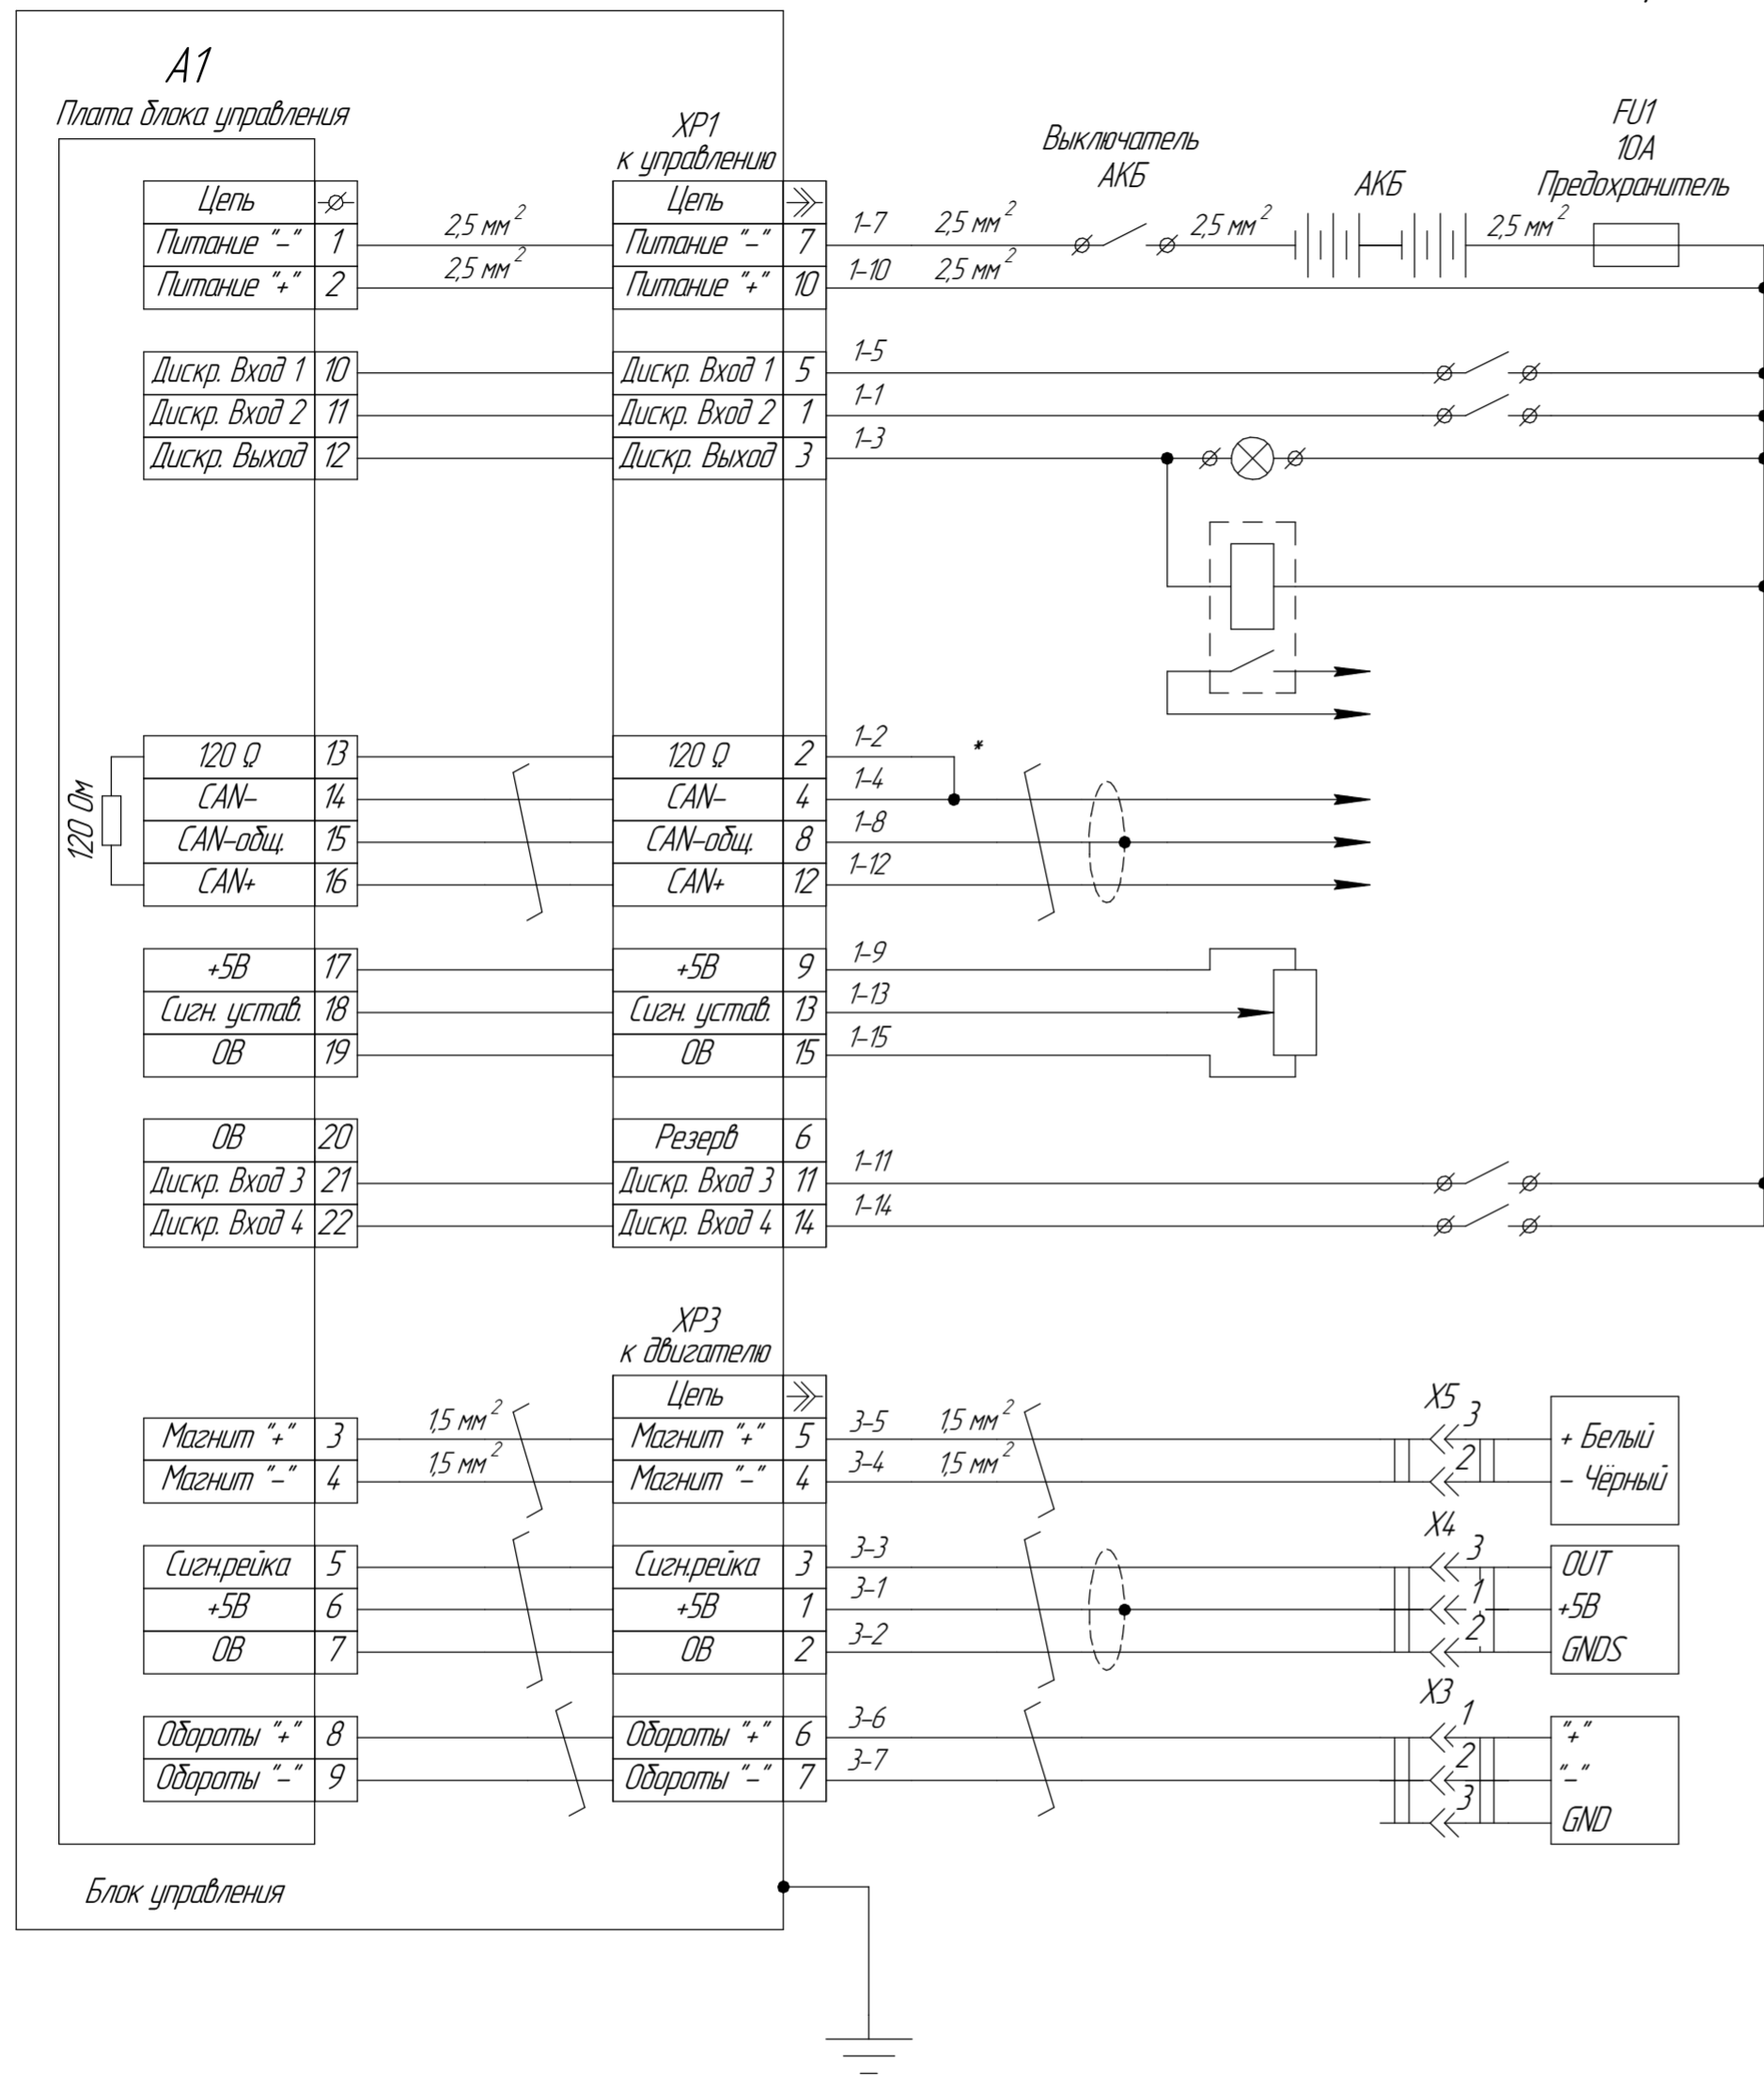 А1
Плата блока управления
ХР1
к управлению
Выключатель
АКБ
АКБ
FU1
10А
Предохранитель
Цепь
Цепь
Питание "-" 1 2,5 мм² Питание "-" 7 1-7 2,5 мм² 2,5 мм² 2,5 мм²
Питание "+" 2 2,5 мм² Питание "+" 10 1-10 2,5 мм²
Дискр. Вход 1 10 Дискр. Вход 1 5 1-5
Дискр. Вход 2 11 Дискр. Вход 2 1 1-1
Дискр. Выход 12 Дискр. Выход 3 1-3
120 Ом
120 Ω 13 120 Ω 2 1-2 *
CAN- 14 CAN- 4 1-4
CAN-общ. 15 CAN-общ. 8 1-8
CAN+ 16 CAN+ 12 1-12
+5В 17 +5В 9 1-9
Сигн. устав. 18 Сигн. устав. 13 1-13
0В 19 0В 15 1-15
0В 20 Резерв 6
Дискр. Вход 3 21 Дискр. Вход 3 11 1-11
Дискр. Вход 4 22 Дискр. Вход 4 14 1-14
ХР3
к двигателю
Цепь
Х5
Магнит "+" 3 1,5 мм² Магнит "+" 5 3-5 1,5 мм² 3 + Белый
Магнит "-" 4 1,5 мм² Магнит "-" 4 3-4 1,5 мм² 2 - Чёрный
Х4
Сигн.рейка 5 Сигн.рейка 3 3-3 3 OUT
+5В 6 +5В 1 3-1 1 +5В
0В 7 0В 2 3-2 2 GNDS
Х3
Обороты "+" 8 Обороты "+" 6 3-6 1 "+"
Обороты "-" 9 Обороты "-" 7 3-7 2 "-"
3 GND
Блок управления